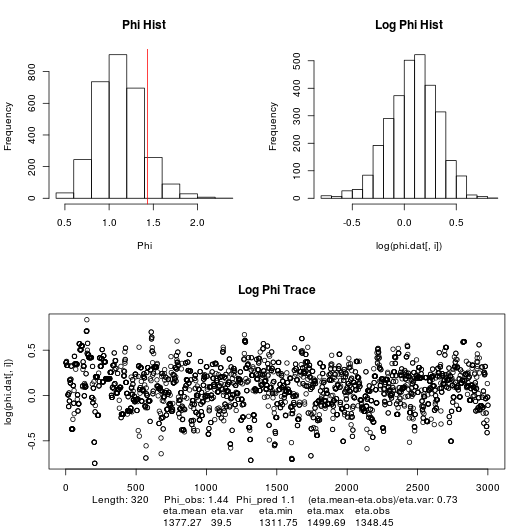 Phi Hist
Log Phi Hist
Frequency
0 200 400 600 800
0.5 1.0 1.5 2.0
Phi
Frequency
0 100 200 300 400 500
-0.5 0.0 0.5
log(phi.dat[, i])
Log Phi Trace
log(phi.dat[, i])
-0.5 0.0 0.5
0 500 1000 1500 2000 2500 3000
Length: 320 Phi_obs: 1.44 Phi_pred 1.1 (eta.mean-eta.obs)/eta.var: 0.73
eta.mean eta.var eta.min eta.max eta.obs
1377.27 39.5 1311.75 1499.69 1348.45